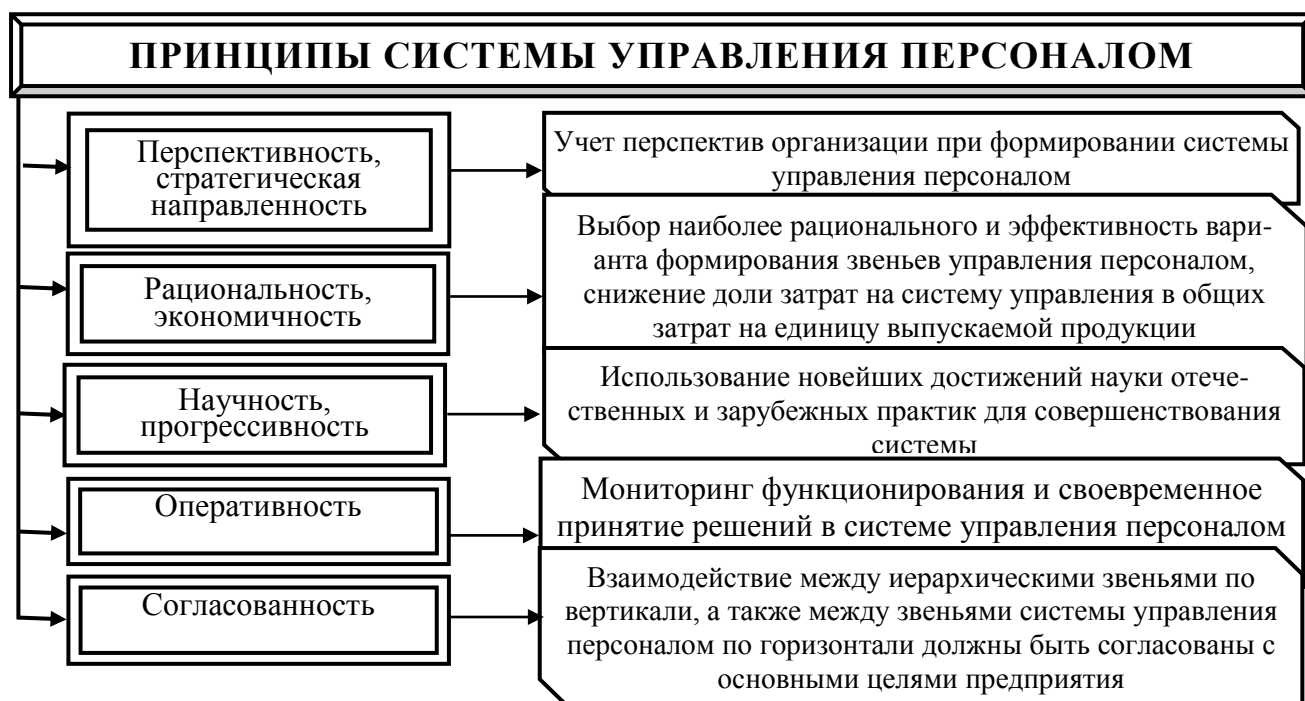 ПРИНЦИПЫ СИСТЕМЫ УПРАВЛЕНИЯ ПЕРСОНАЛОМ
Перспективность,
стратегическая
направленность
Учет перспектив организации при формировании системы
управления персоналом
Рациональность,
экономичность
Выбор наиболее рационального и эффективность вари-
анта формирования звеньев управления персоналом,
снижение доли затрат на систему управления в общих
затрат на единицу выпускаемой продукции
Научность,
прогрессивность
Использование новейших достижений науки отече-
ственных и зарубежных практик для совершенствования
системы
Оперативность
Мониторинг функционирования и своевременное
принятие решений в системе управления персоналом
Согласованность
Взаимодействие между иерархическими звеньями по
вертикали, а также между звеньями системы управления
персоналом по горизонтали должны быть согласованы с
основными целями предприятия